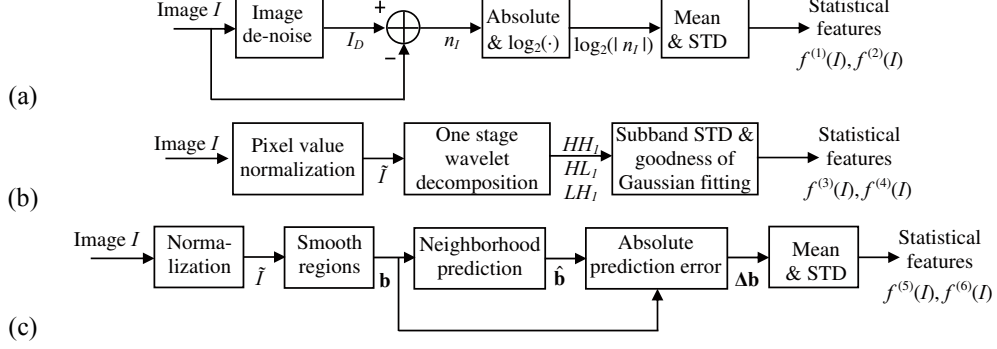 Image I
Image
de-noise
I_D
+
−
n_I
Absolute
& log₂(·)
log₂(| n_I |)
Mean
& STD
Statistical
features
f⁽¹⁾(I), f⁽²⁾(I)
(a)
Image I
Pixel value
normalization
Ĩ
One stage
wavelet
decomposition
HH₁
HL₁
LH₁
Subband STD &
goodness of
Gaussian fitting
Statistical
features
f⁽³⁾(I), f⁽⁴⁾(I)
(b)
Image I
Norma-
lization
Ĩ
Smooth
regions
b
Neighborhood
prediction
b̂
Absolute
prediction error
Δb
Mean
& STD
Statistical
features
f⁽⁵⁾(I), f⁽⁶⁾(I)
(c)